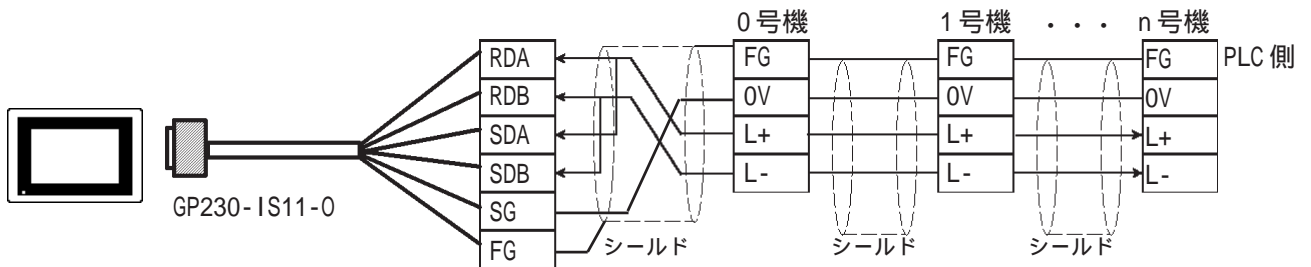 0号機 1号機 ・・・ n号機
RDA FG FG FG PLC側
RDB 0V 0V 0V
SDA L+ L+ L+
SDB L- L- L-
GP230-IS11-O SG
FG シールド シールド シールド